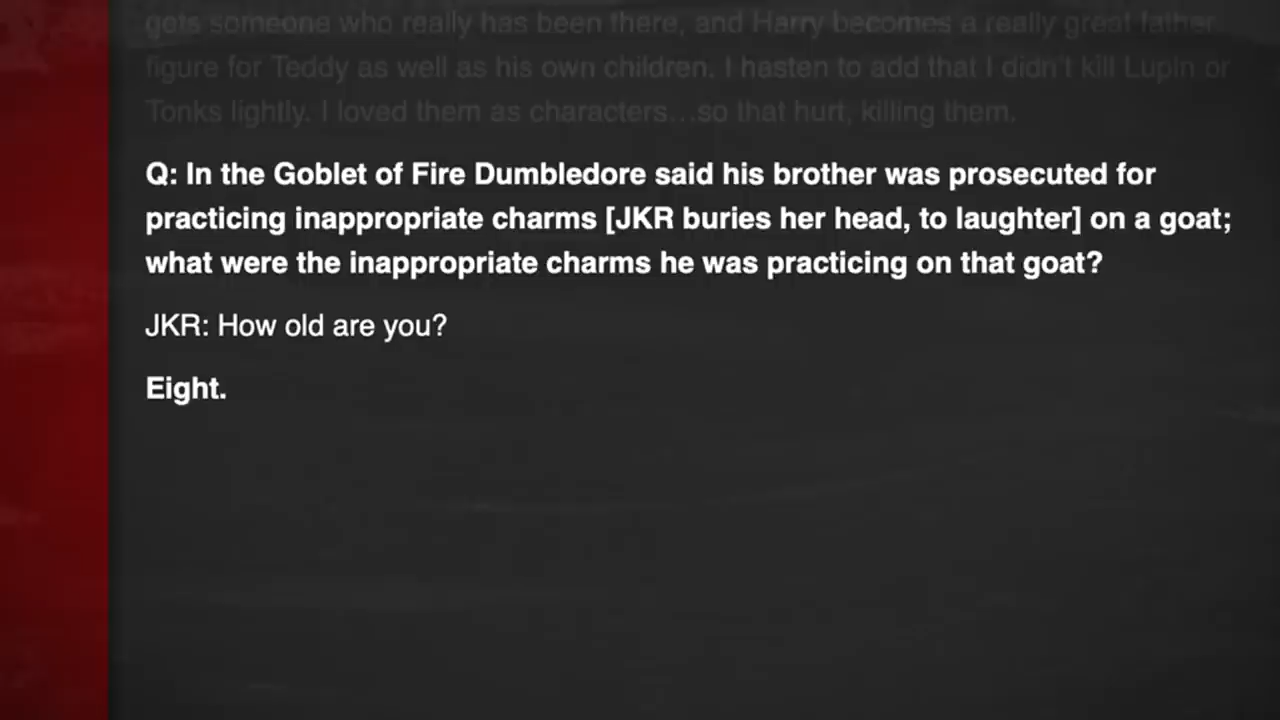 gets someone who really has been there, and Harry becomes a really great father
figure for Teddy as well as his own children. I hasten to add that I didn't kill Lupin or
Tonks lightly. I loved them as characters...so that hurt, killing them.
Q: In the Goblet of Fire Dumbledore said his brother was prosecuted for
practicing inappropriate charms [JKR buries her head, to laughter] on a goat;
what were the inappropriate charms he was practicing on that goat?
JKR: How old are you?
Eight.